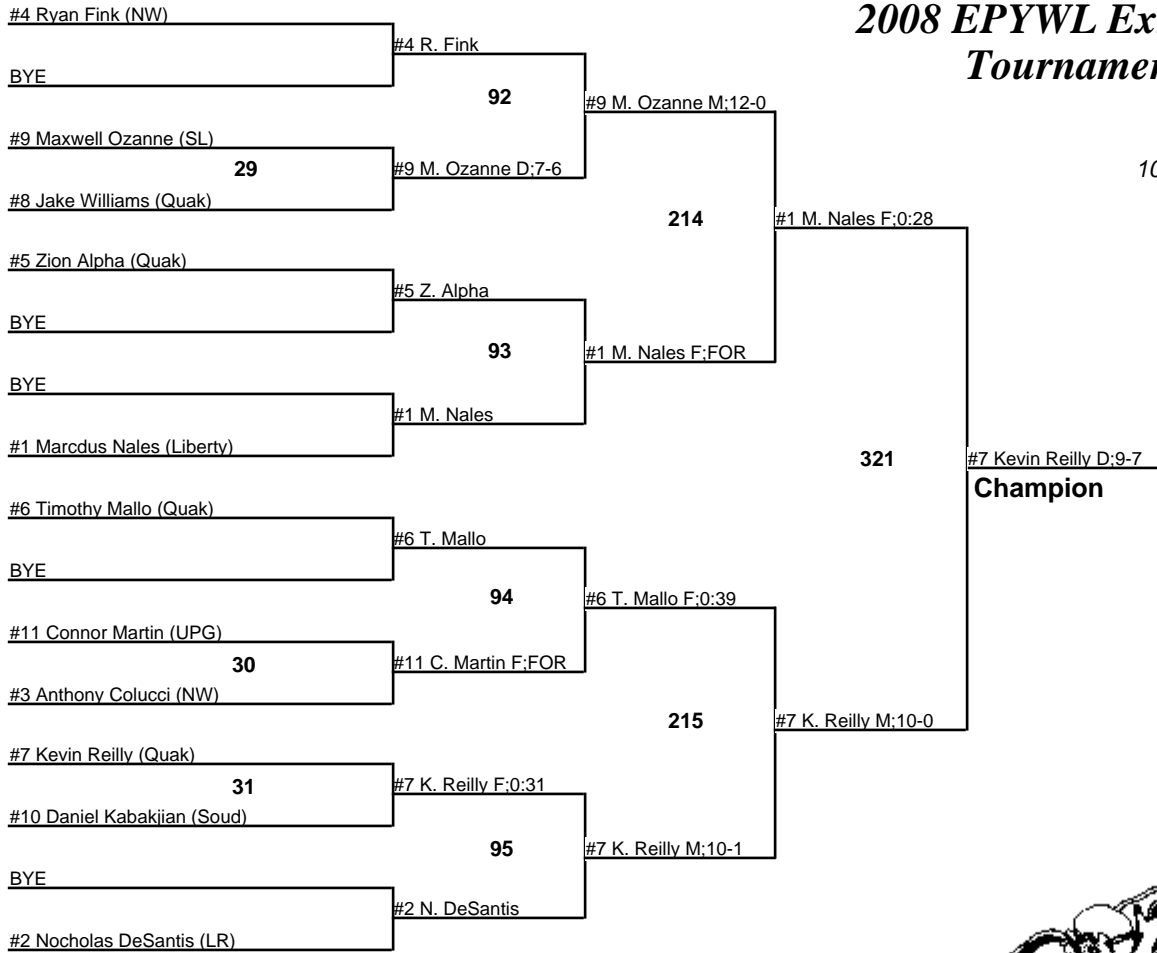 2008 EPYWL Ex
Tournamen
10
#4 Ryan Fink (NW)
#4 R. Fink
BYE
92
#9 M. Ozanne M;12-0
#9 Maxwell Ozanne (SL)
29
#9 M. Ozanne D;7-6
#8 Jake Williams (Quak)
214
#1 M. Nales F;0:28
#5 Zion Alpha (Quak)
#5 Z. Alpha
BYE
93
#1 M. Nales F;FOR
BYE
#1 M. Nales
#1 Marcdus Nales (Liberty)
321
#7 Kevin Reilly D;9-7
Champion
#6 Timothy Mallo (Quak)
#6 T. Mallo
BYE
94
#6 T. Mallo F;0:39
#11 Connor Martin (UPG)
30
#11 C. Martin F;FOR
#3 Anthony Colucci (NW)
215
#7 K. Reilly M;10-0
#7 Kevin Reilly (Quak)
31
#7 K. Reilly F;0:31
#10 Daniel Kabakjian (Soud)
95
#7 K. Reilly M;10-1
BYE
#2 N. DeSantis
#2 Nocholas DeSantis (LR)